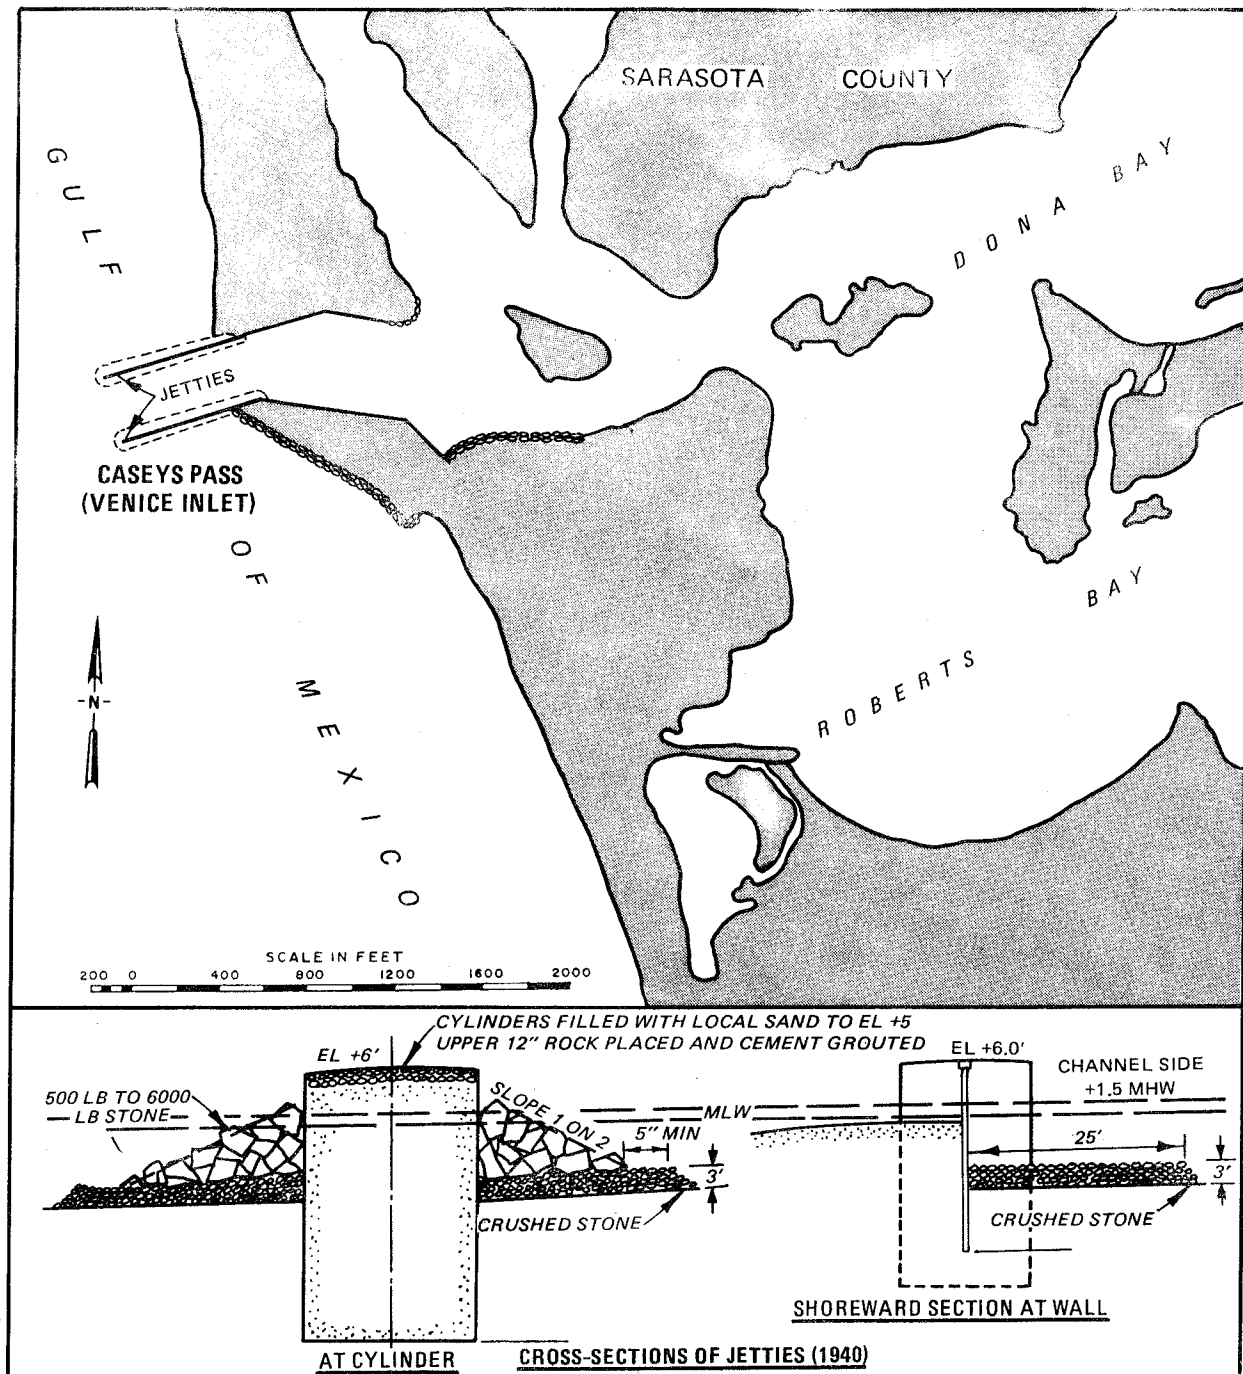 SARASOTA COUNTY
GULF OF MEXICO
DONA BAY
JETTIES
CASEYS PASS
(VENICE INLET)
ROBERTS BAY
-N-
SCALE IN FEET
200 0 400 800 1200 1600 2000
CYLINDERS FILLED WITH LOCAL SAND TO EL +5
UPPER 12" ROCK PLACED AND CEMENT GROUTED
EL +6'
500 LB TO 6000
LB STONE
SLOPE 1 ON 2
MLW
5" MIN
3'
CRUSHED STONE
AT CYLINDER
EL +6.0'
CHANNEL SIDE
+1.5 MHW
25'
3'
CRUSHED STONE
SHOREWARD SECTION AT WALL
CROSS-SECTIONS OF JETTIES (1940)